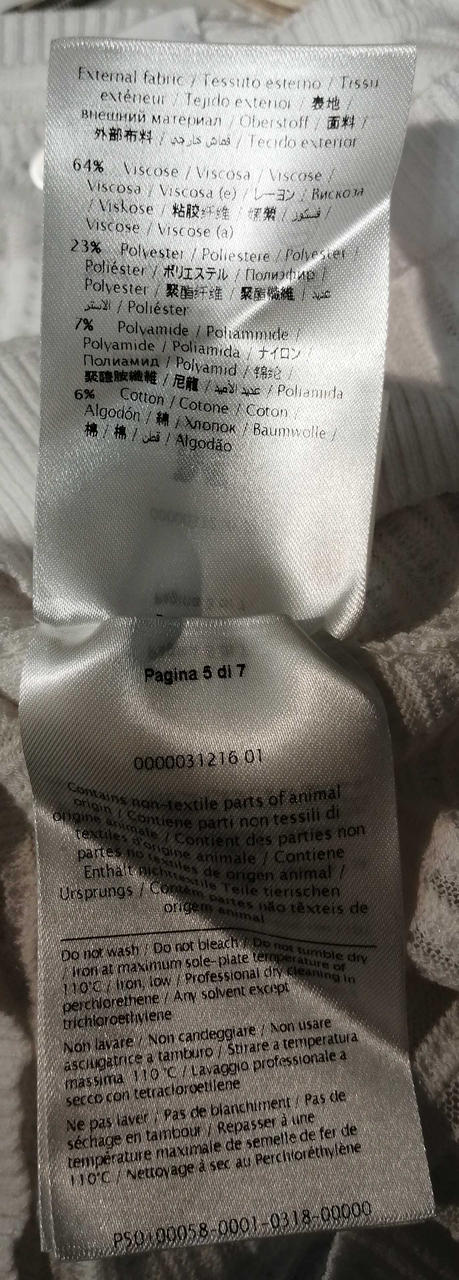 External fabric / Tessuto esterno / Tissu
extérieur / Tejido exterior / 表地 /
внешний материал / Oberstoff / 面料 /
外部布料 / قماش خارجي / Tecido exterior
64% Viscose / Viscosa / Viscose /
Viscosa / Viscosa (e) / レーヨン / Вискоза
/ Viskose / 粘胶纤维 / 嫘縈 / فسكوز /
Viscose / Viscose (a)
23% Polyester / Poliestere / Polyester /
Poliéster / ポリエステル / Полиэфир /
Polyester / 聚酯纤维 / 聚酯纖維 / عديد
الأستر / Poliéster
7% Polyamide / Poliammide /
Polyamide / Poliamida / ナイロン /
Полиамид / Polyamid / 锦纶 /
聚醯胺纖維 / 尼龍 / عديد الأميد / Poliamida
6% Cotton / Cotone / Coton /
Algodón / 綿 / Хлопок / Baumwolle /
棉 / 棉 / قطن / Algodão
Pagina 5 di 7
0000031216 01
Contains non-textile parts of animal
origin / Contiene parti non tessili di
origine animale / Contient des parties non
textiles d'origine animale / Contiene
partes no textiles de origen animal /
Enthält nichttextile Teile tierischen
Ursprungs / Contém partes não têxteis de
origem animal
Do not wash / Do not bleach / Do not tumble dry
/ Iron at maximum sole-plate temperature of
110°C / Iron, low / Professional dry cleaning in
perchlorethene / Any solvent except
trichloroethylene
Non lavare / Non candeggiare / Non usare
asciugatrice a tamburo / Stirare a temperatura
massima 110 °C / Lavaggio professionale a
secco con tetracloroetilene
Ne pas laver / Pas de blanchiment / Pas de
séchage en tambour / Repasser à une
température maximale de semelle de fer de
110°C / Nettoyage à sec au Perchloréthylène
PS0100058-0001-0318-00000